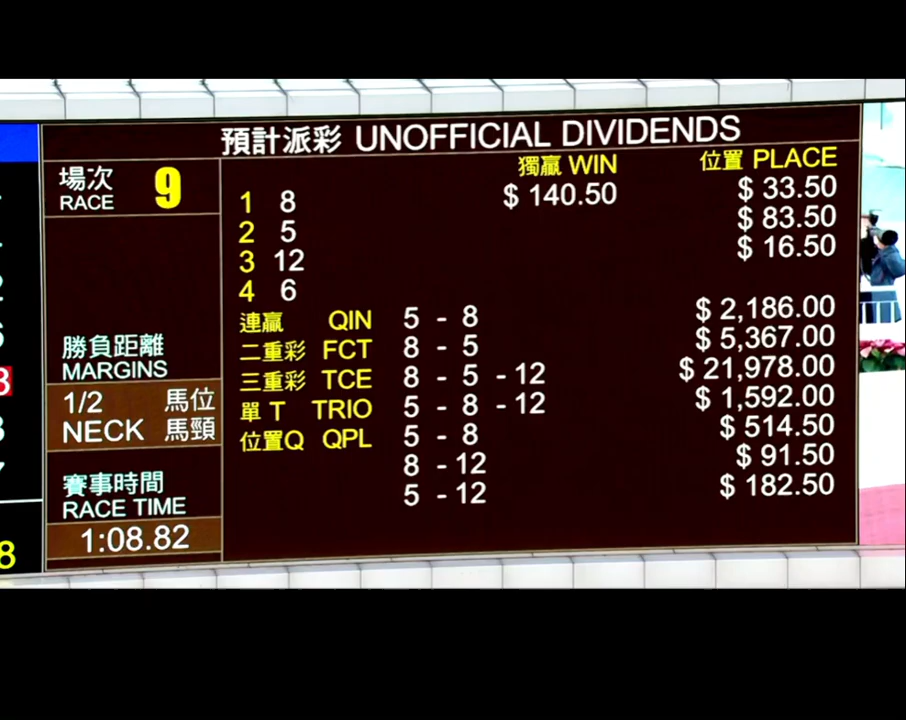 預計派彩 UNOFFICIAL DIVIDENDS
場次
RACE 9
獨贏 WIN 位置 PLACE
1 8 $ 140.50 $ 33.50
2 5 $ 83.50
3 12 $ 16.50
4 6
連贏 QIN 5 - 8 $ 2,186.00
二重彩 FCT 8 - 5 $ 5,367.00
三重彩 TCE 8 - 5 - 12 $ 21,978.00
單T TRIO 5 - 8 - 12 $ 1,592.00
位置Q QPL 5 - 8 $ 514.50
8 - 12 $ 91.50
5 - 12 $ 182.50
勝負距離
MARGINS
1/2 馬位
NECK 馬頸
賽事時間
RACE TIME
1:08.82
8